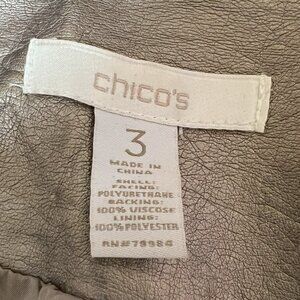 chico's
3
MADE IN
CHINA
SHELL:
FACING:
POLYURETHANE
BACKING:
100% VISCOSE
LINING:
100% POLYESTER
RN#79984